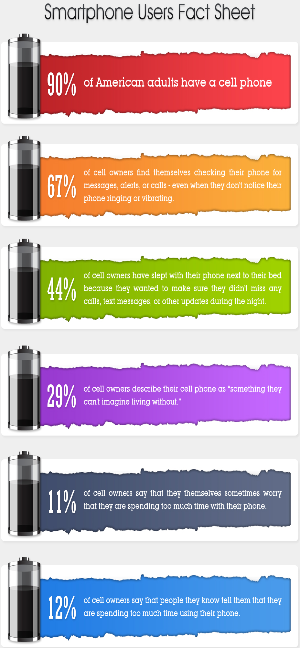 Smartphone Users Fact Sheet
90% of American adults have a cell phone
67% of cell owners find themselves checking their phone for
messages, alerts, or calls - even when they don't notice their
phone ringing or vibrating.
44% of cell owners have slept with their phone next to their bed
because they wanted to make sure they didn't miss any
calls, text messages, or other updates during the night.
29% of cell owners describe their cell phone as "something they
can't imagine living without."
11% of cell owners say that they themselves sometimes worry
that they are spending too much time with their phone.
12% of cell owners say that people they know tell them that they
are spending too much time using their phone.